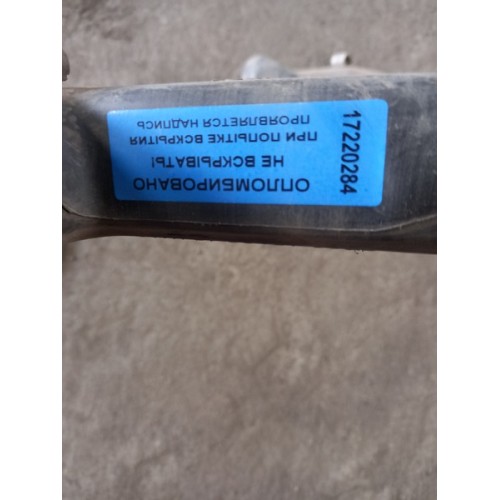 ОПЛОМБИРОВАНО
НЕ ВСКРЫВАТЬ!
ПРИ ПОПЫТКЕ ВСКРЫТИЯ
ПРОЯВЛЯЕТСЯ НАДПИСЬ
17220284